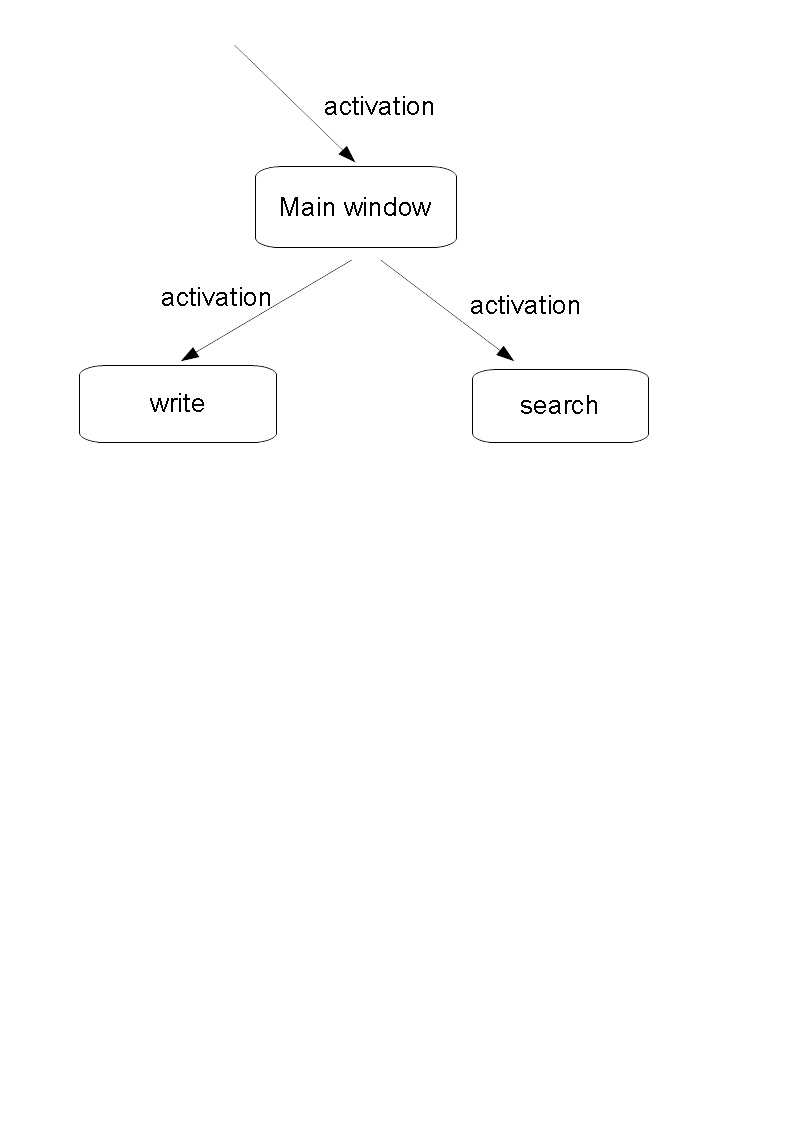 activation
Main window
activation
activation
write
search